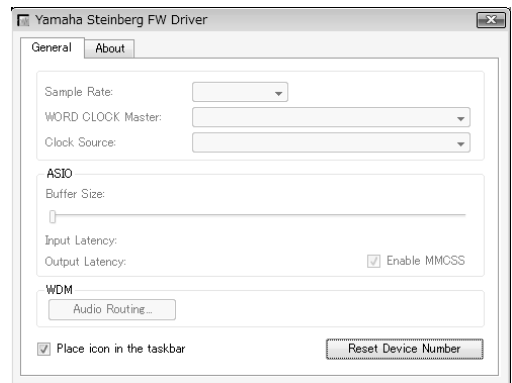 Yamaha Steinberg FW Driver
General About
Sample Rate:
WORD CLOCK Master:
Clock Source:
ASIO
Buffer Size:
Input Latency:
Output Latency: Enable MMCSS
WDM
Audio Routing...
Place icon in the taskbar Reset Device Number